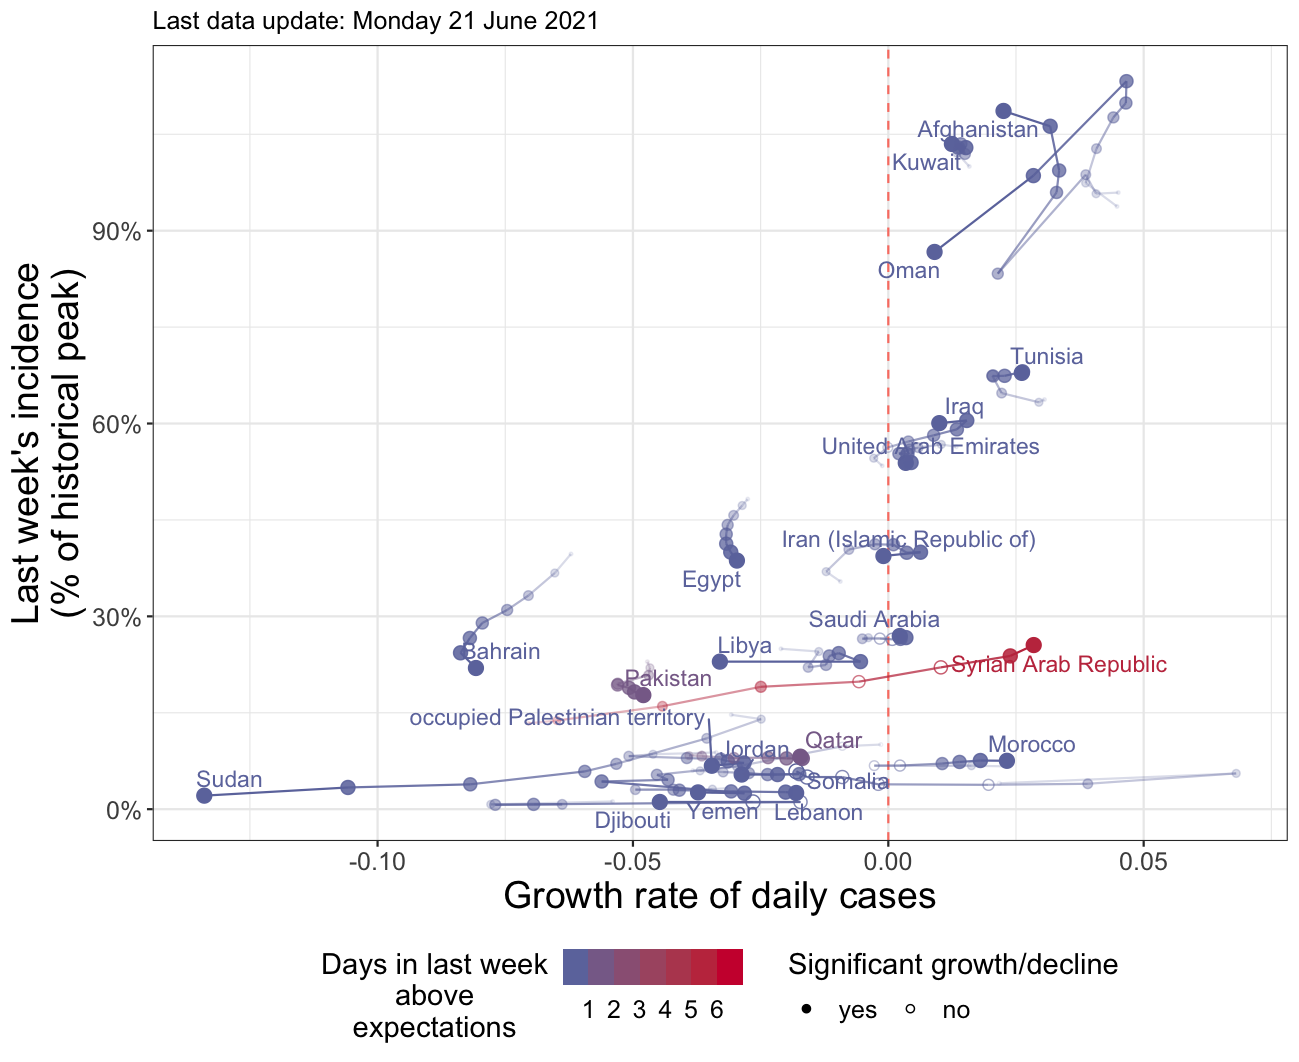 Last data update: Monday 21 June 2021
Last week's incidence
(% of historical peak)
90%
60%
30%
0%
Afghanistan
Kuwait
Oman
Tunisia
Iraq
United Arab Emirates
Iran (Islamic Republic of)
Egypt
Saudi Arabia
Bahrain
Libya
Syrian Arab Republic
Pakistan
occupied Palestinian territory
Jordan
Qatar
Morocco
Sudan
Somalia
Djibouti
Yemen
Lebanon
-0.10
-0.05
0.00
0.05
Growth rate of daily cases
Days in last week
above
expectations
1 2 3 4 5 6
Significant growth/decline
yes
no